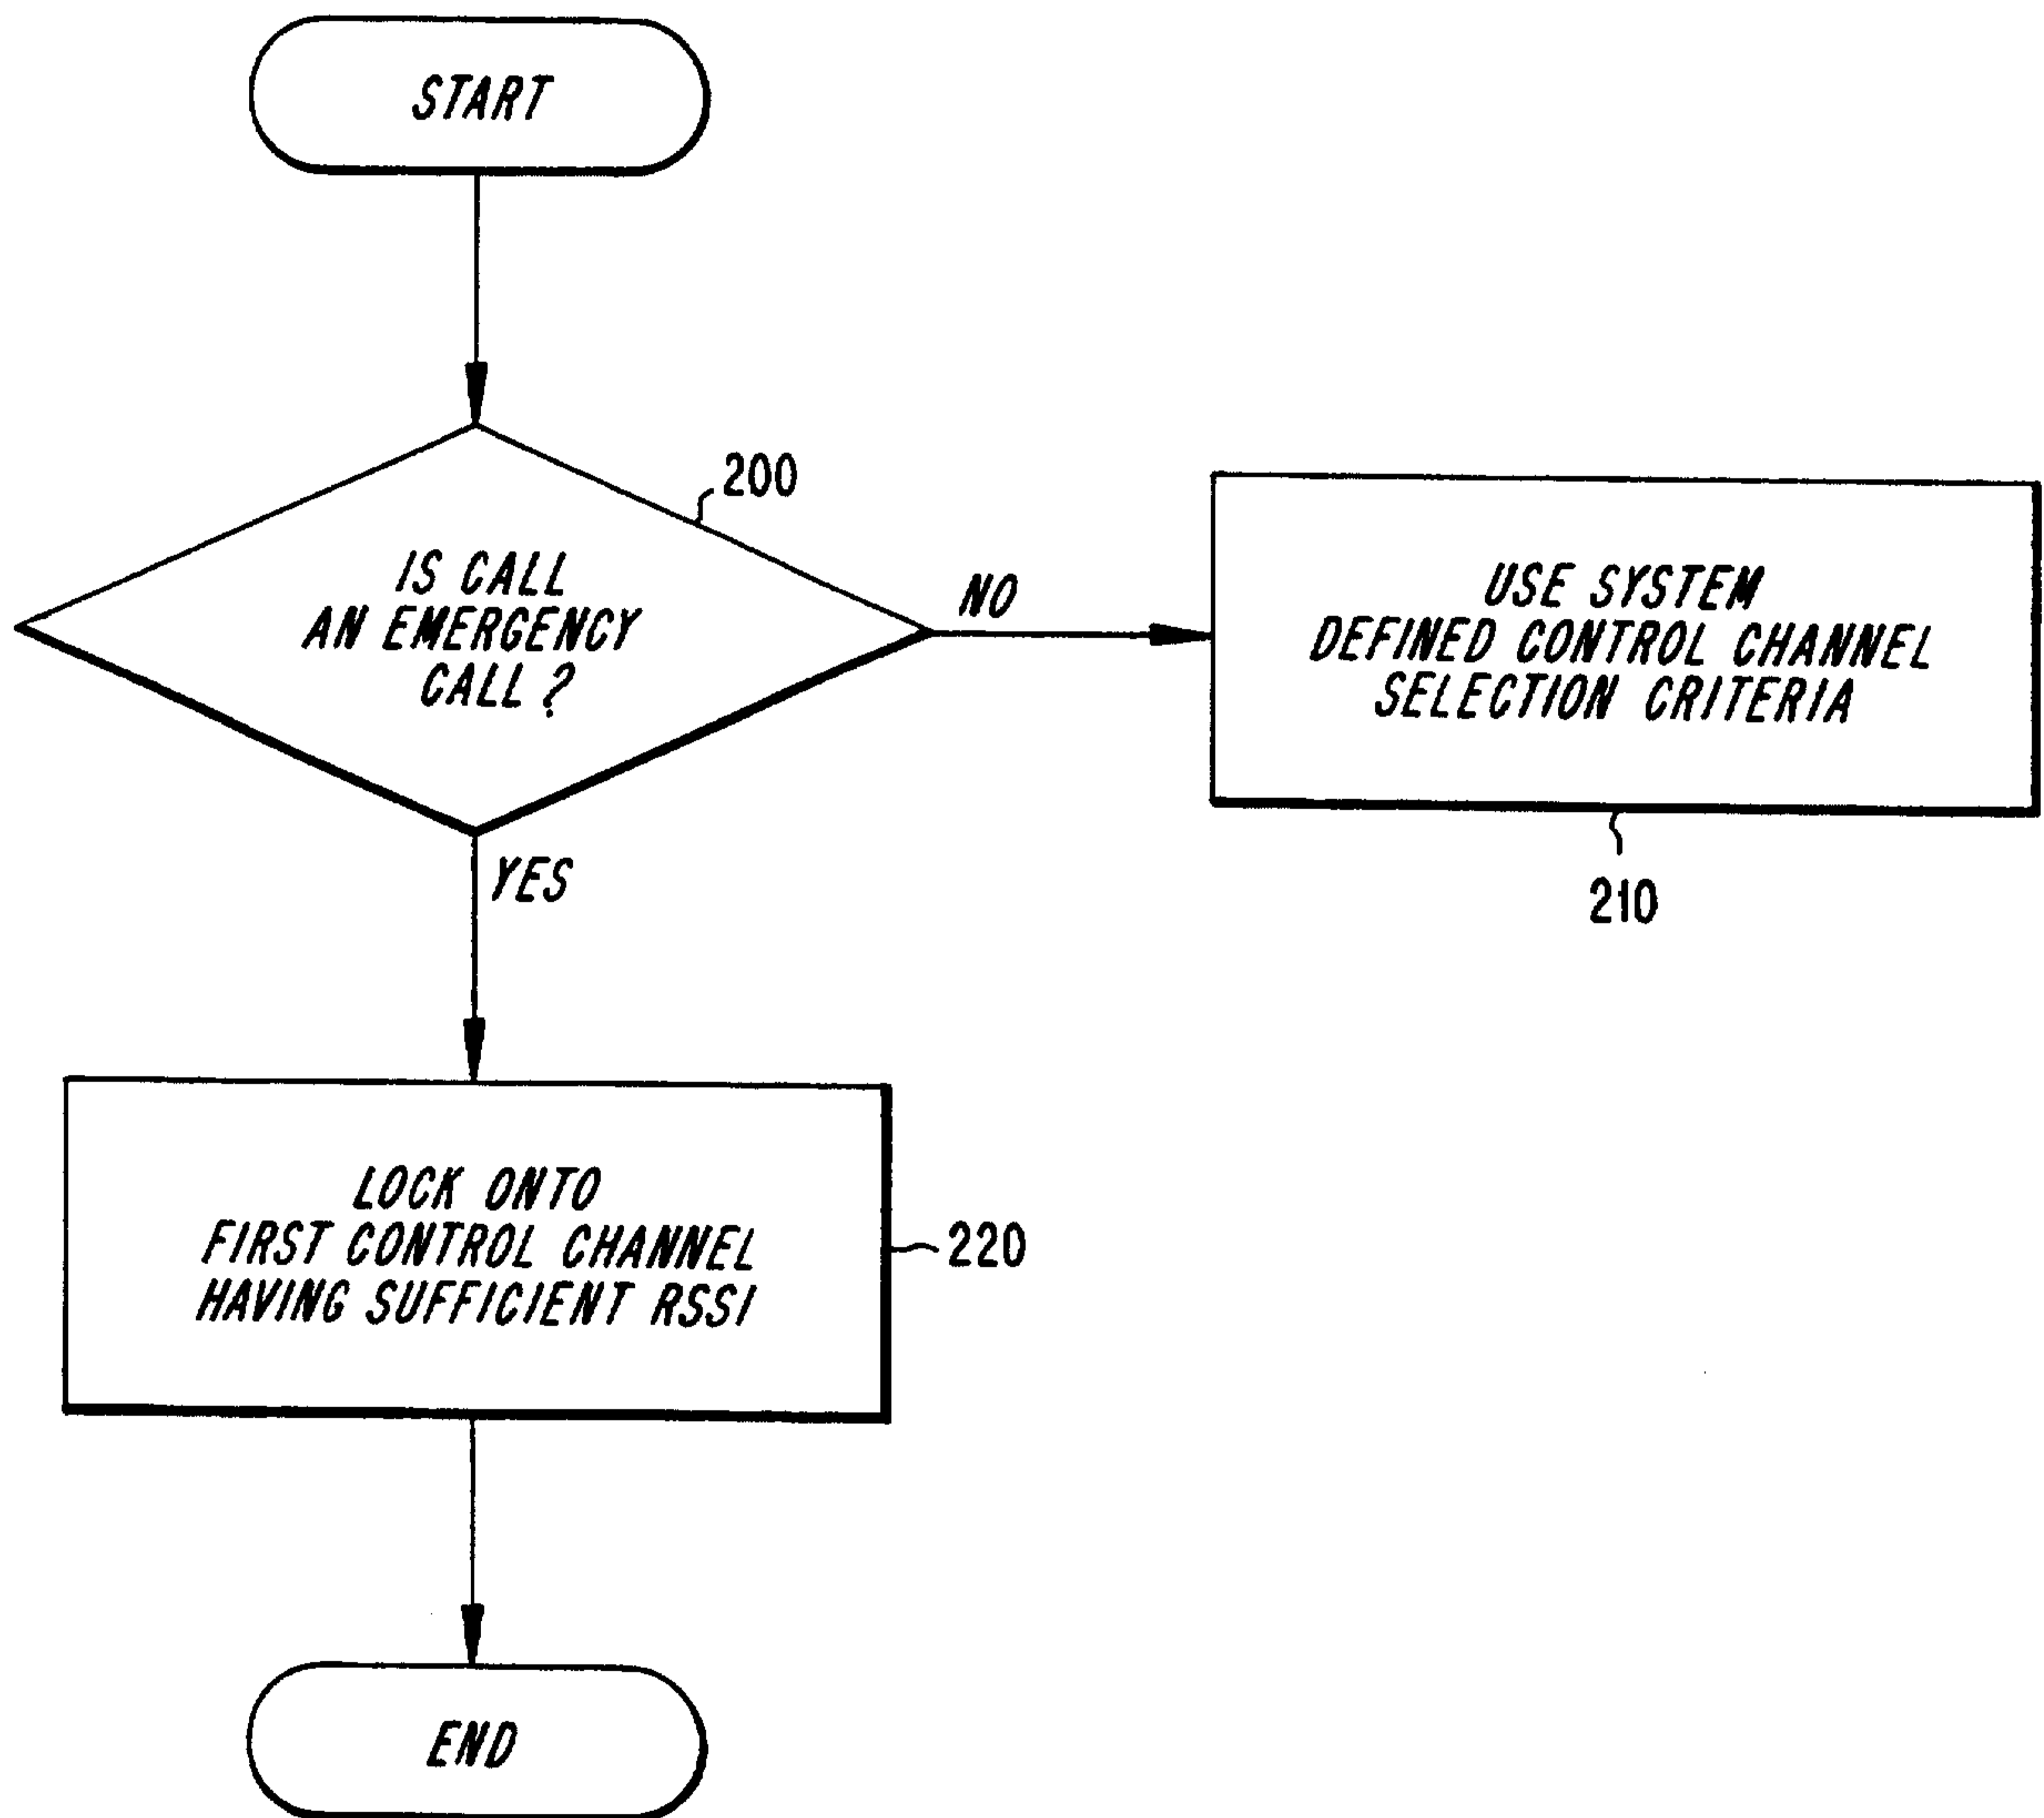 START
200
IS CALL
AN EMERGENCY
CALL?
NO
USE SYSTEM
DEFINED CONTROL CHANNEL
SELECTION CRITERIA
210
YES
LOCK ONTO
FIRST CONTROL CHANNEL
HAVING SUFFICIENT RSSI
220
END